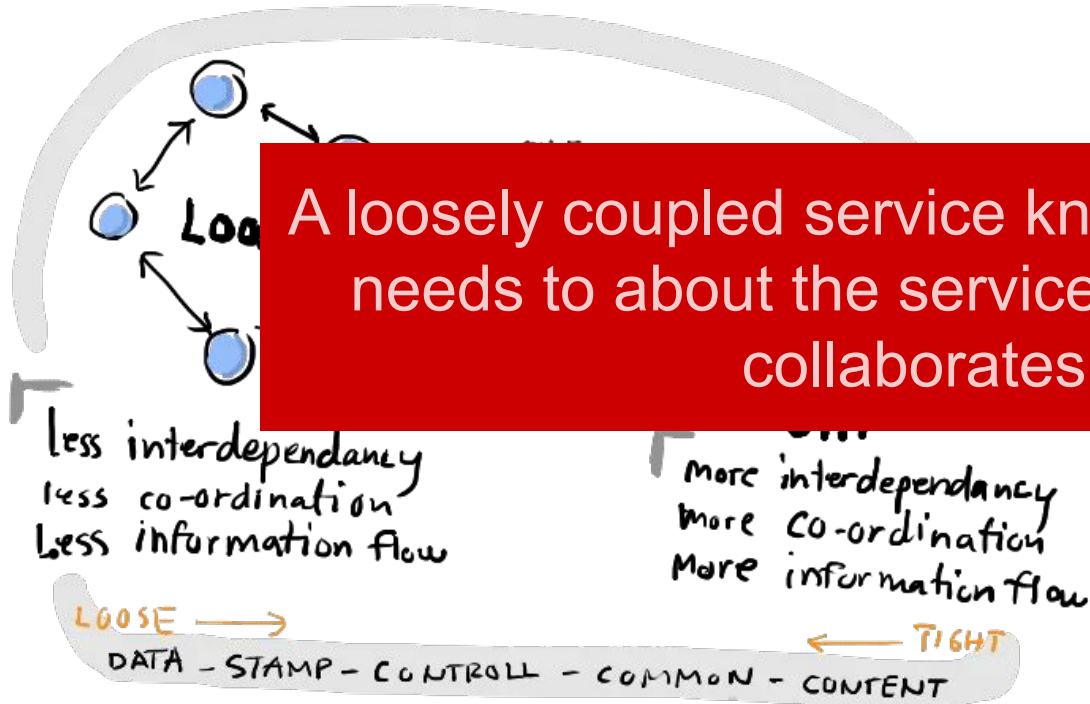 Loo
A loosely coupled service kn
needs to about the service
collaborates
less interdependancy
less co-ordination
Less information flow
more interdependancy
more co-ordination
More information flow
LOOSE
TIGHT
DATA - STAMP - CONTROLL - COMMON - CONTENT